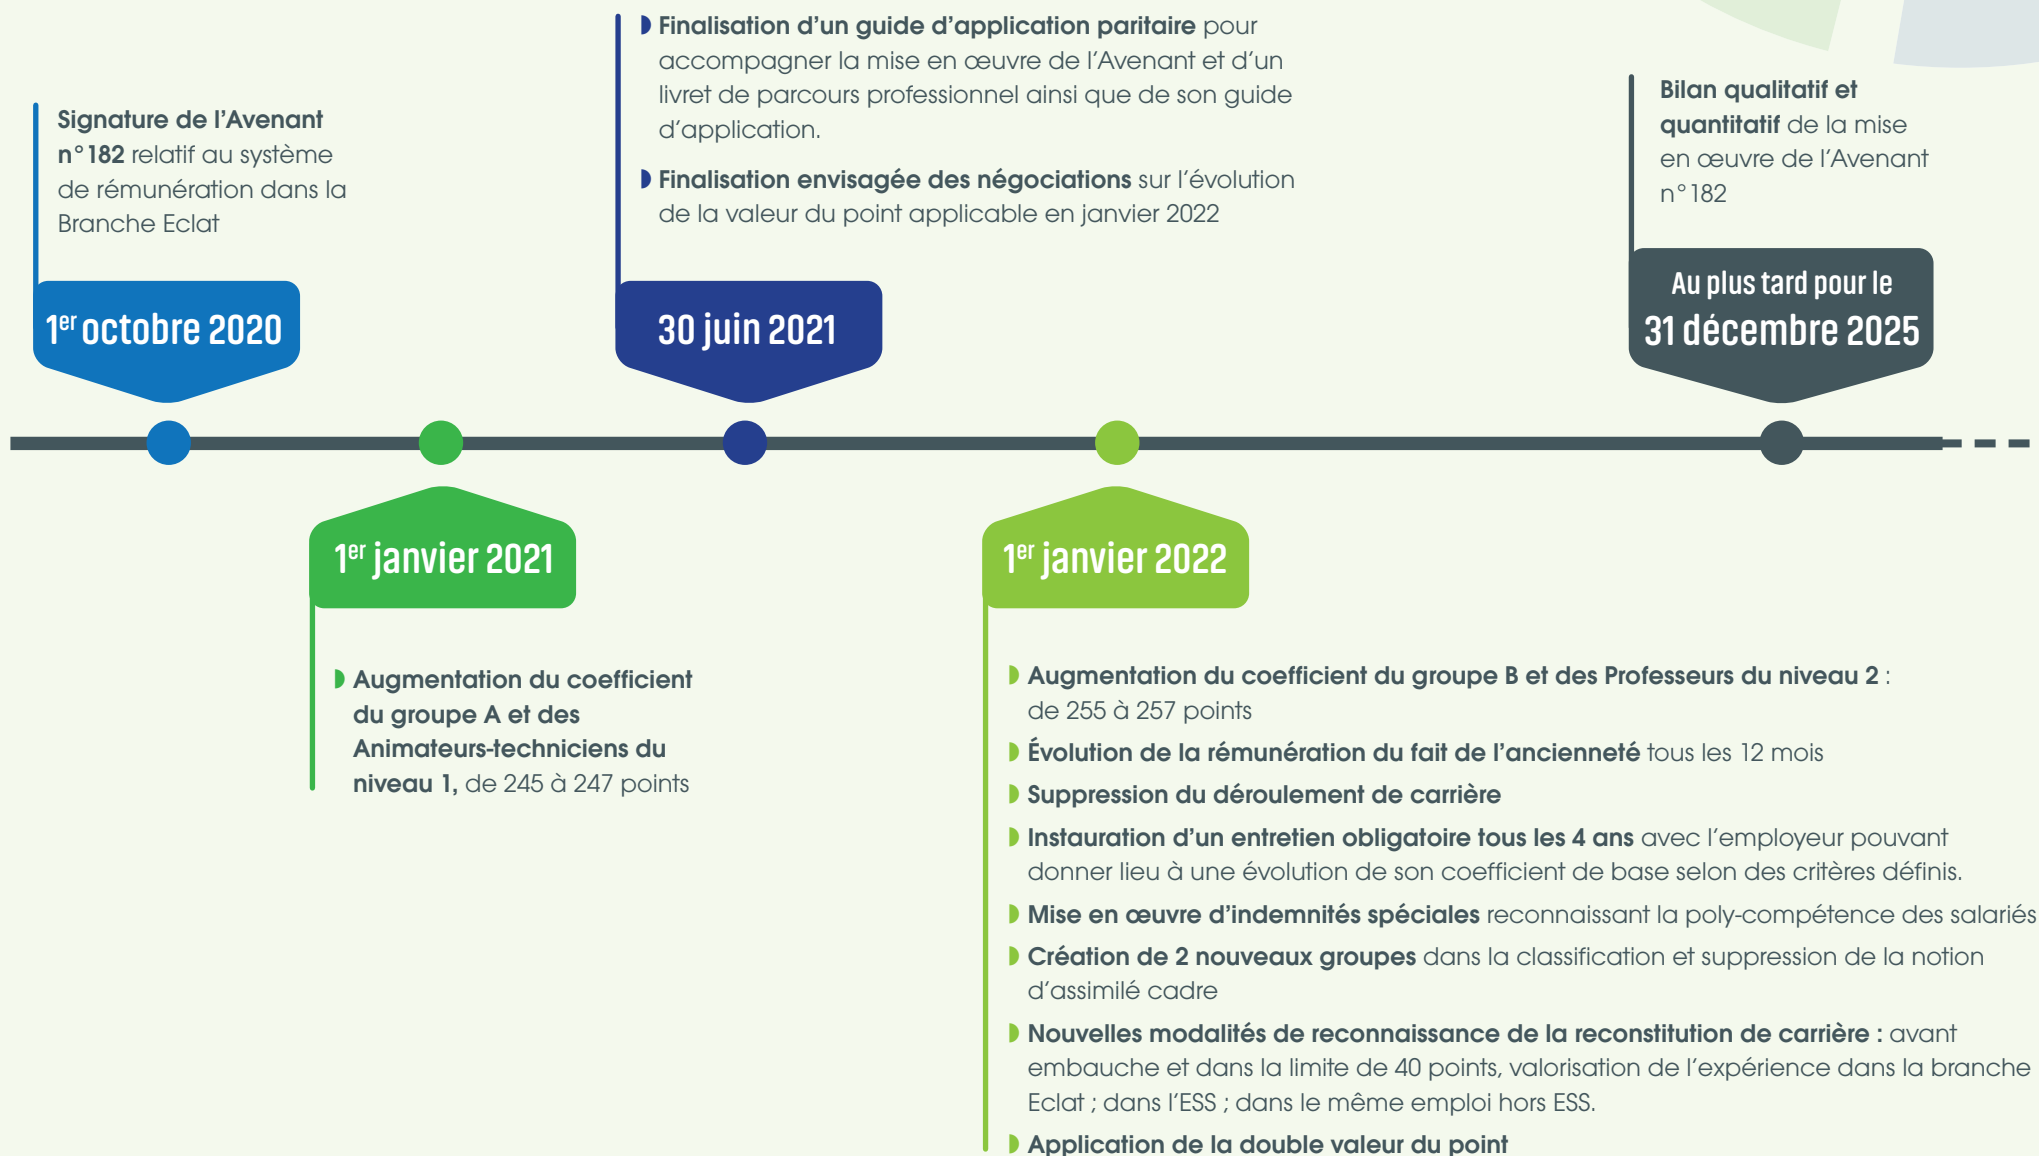 Signature de l’Avenant
n° 182 relatif au système
de rémunération dans la
Branche Eclat
1er octobre 2020
Augmentation du coefficient
du groupe A et des
Animateurs-techniciens du
niveau 1, de 245 à 247 points
1er janvier 2021
Finalisation d’un guide d’application paritaire pour
accompagner la mise en œuvre de l’Avenant et d’un
livret de parcours professionnel ainsi que de son guide
d’application.
Finalisation envisagée des négociations sur l’évolution
de la valeur du point applicable en janvier 2022
30 juin 2021
1er janvier 2022
Augmentation du coefficient du groupe B et des Professeurs du niveau 2 :
de 255 à 257 points
Évolution de la rémunération du fait de l’ancienneté tous les 12 mois
Suppression du déroulement de carrière
Instauration d’un entretien obligatoire tous les 4 ans avec l’employeur pouvant
donner lieu à une évolution de son coefficient de base selon des critères définis.
Mise en œuvre d’indemnités spéciales reconnaissant la poly-compétence des salariés
Création de 2 nouveaux groupes dans la classification et suppression de la notion
d’assimilé cadre
Nouvelles modalités de reconnaissance de la reconstitution de carrière : avant
embauche et dans la limite de 40 points, valorisation de l’expérience dans la branche
Eclat ; dans l’ESS ; dans le même emploi hors ESS.
Application de la double valeur du point
Bilan qualitatif et
quantitatif de la mise
en œuvre de l’Avenant
n° 182
Au plus tard pour le
31 décembre 2025